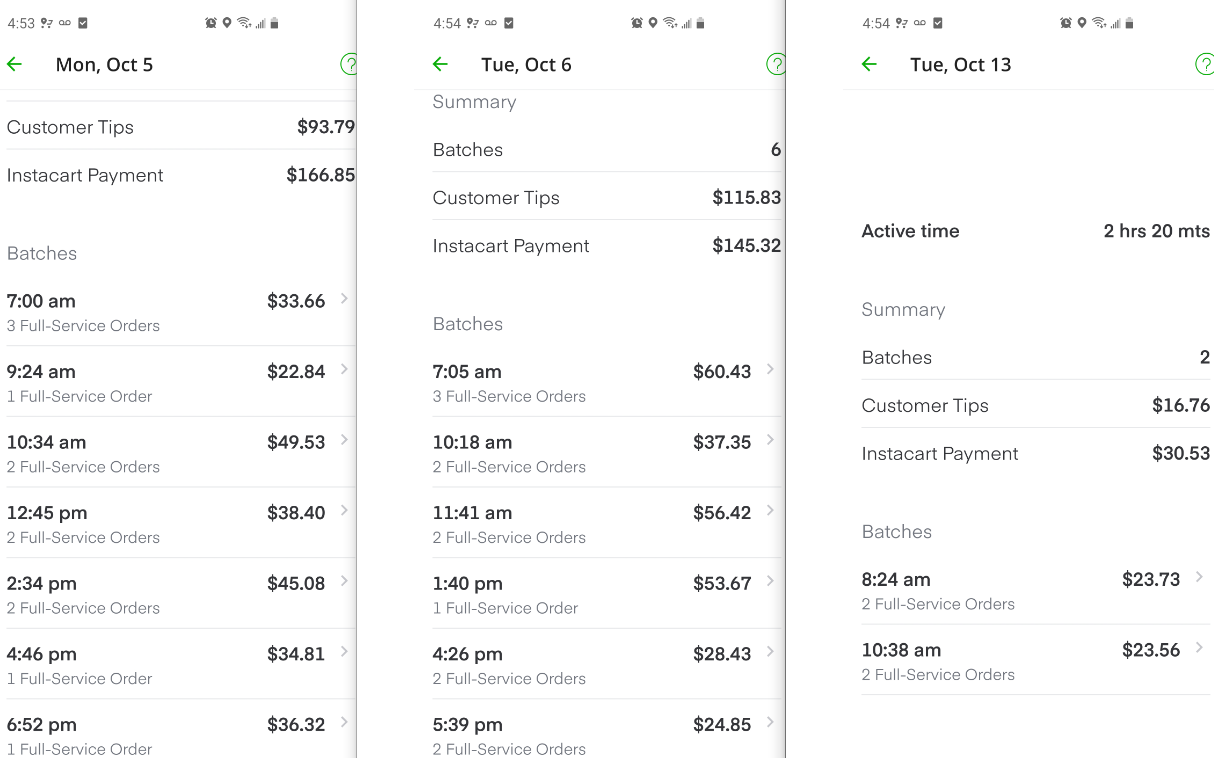 4:53
Mon, Oct 5
?
Customer Tips $93.79
Instacart Payment $166.85
Batches
7:00 am $33.66
3 Full-Service Orders
9:24 am $22.84
1 Full-Service Order
10:34 am $49.53
2 Full-Service Orders
12:45 pm $38.40
2 Full-Service Orders
2:34 pm $45.08
2 Full-Service Orders
4:46 pm $34.81
1 Full-Service Order
6:52 pm $36.32
1 Full-Service Order
4:54
Tue, Oct 6
?
Summary
Batches 6
Customer Tips $115.83
Instacart Payment $145.32
Batches
7:05 am $60.43
3 Full-Service Orders
10:18 am $37.35
2 Full-Service Orders
11:41 am $56.42
2 Full-Service Orders
1:40 pm $53.67
1 Full-Service Order
4:26 pm $28.43
2 Full-Service Orders
5:39 pm $24.85
2 Full-Service Orders
4:54
Tue, Oct 13
?
Active time 2 hrs 20 mts
Summary
Batches 2
Customer Tips $16.76
Instacart Payment $30.53
Batches
8:24 am $23.73
2 Full-Service Orders
10:38 am $23.56
2 Full-Service Orders